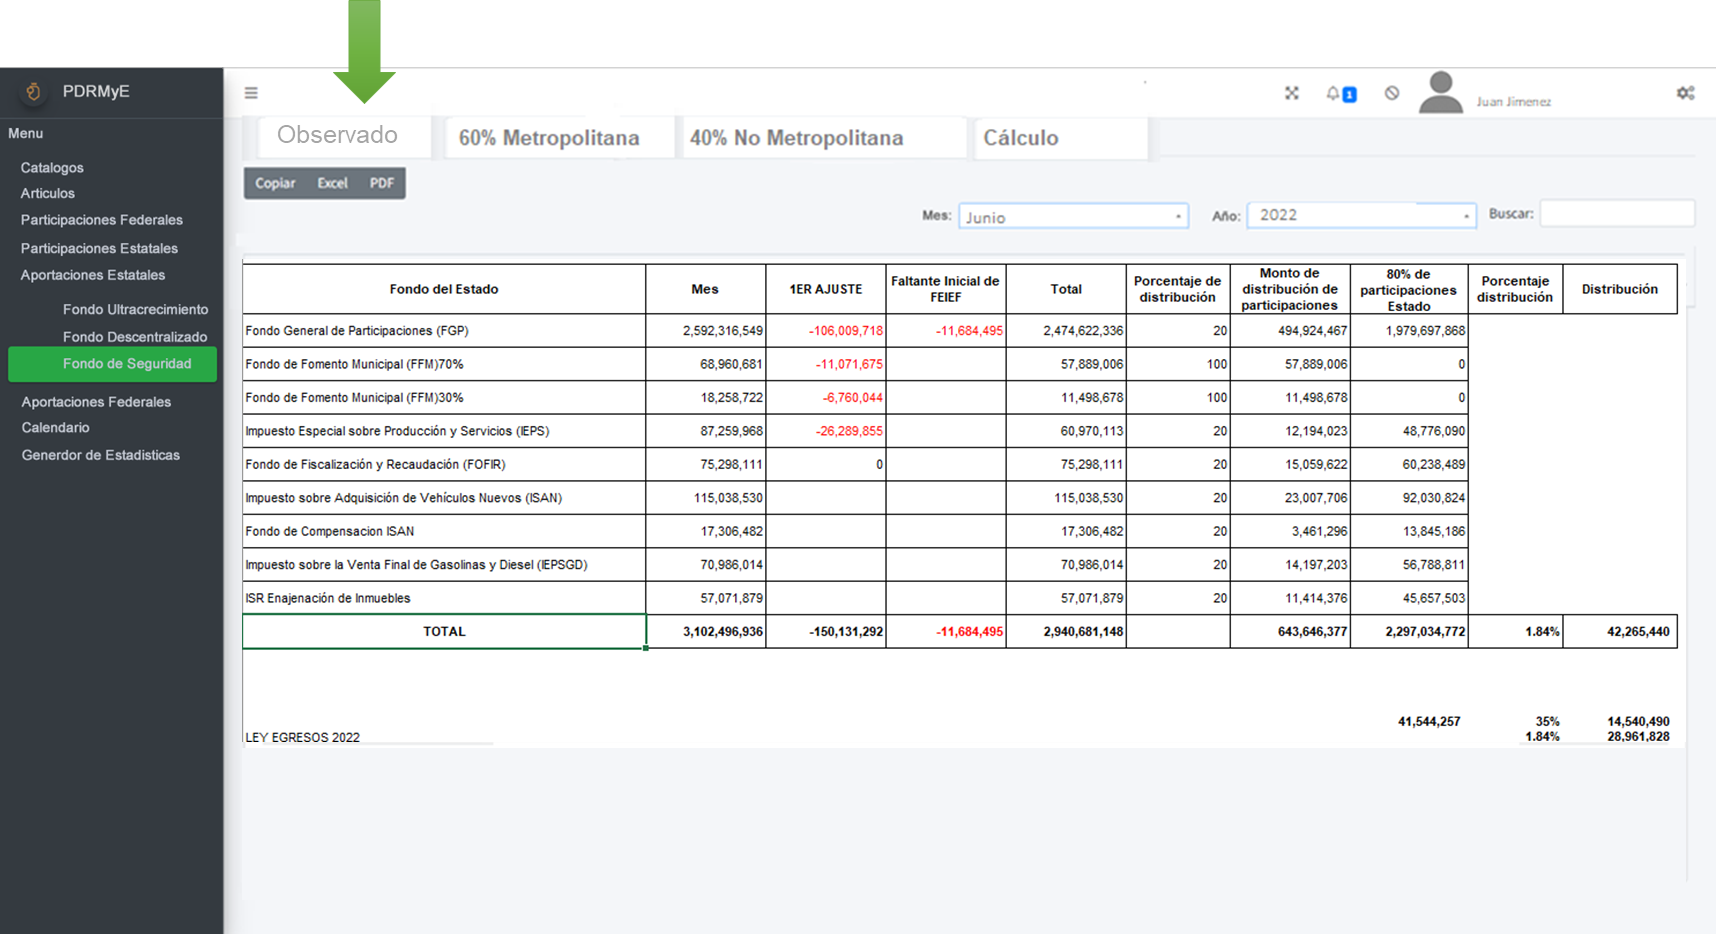 PDRMyE
1
Juan Jimenez
Menu
Catalogos
Articulos
Participaciones Federales
Participaciones Estatales
Aportaciones Estatales
Fondo Ultracrecimiento
Fondo Descentralizado
Fondo de Seguridad
Aportaciones Federales
Calendario
Generdor de Estadisticas
Observado 60% Metropolitana 40% No Metropolitana Cálculo
Copiar Excel PDF
Mes: Junio Año: 2022 Buscar:
Fondo del Estado Mes 1ER AJUSTE Faltante Inicial de FEIEF Total Porcentaje de distribución Monto de distribución de participaciones 80% de participaciones Estado Porcentaje distribución Distribución
Fondo General de Participaciones (FGP) 2,592,316,549 -106,009,718 -11,684,495 2,474,622,336 20 494,924,467 1,979,697,868
Fondo de Fomento Municipal (FFM)70% 68,960,681 -11,071,675 57,889,006 100 57,889,006 0
Fondo de Fomento Municipal (FFM)30% 18,258,722 -6,760,044 11,498,678 100 11,498,678 0
Impuesto Especial sobre Producción y Servicios (IEPS) 87,259,968 -26,289,855 60,970,113 20 12,194,023 48,776,090
Fondo de Fiscalización y Recaudación (FOFIR) 75,298,111 0 75,298,111 20 15,059,622 60,238,489
Impuesto sobre Adquisición de Vehículos Nuevos (ISAN) 115,038,530 115,038,530 20 23,007,706 92,030,824
Fondo de Compensacion ISAN 17,306,482 17,306,482 20 3,461,296 13,845,186
Impuesto sobre la Venta Final de Gasolinas y Diesel (IEPSGD) 70,986,014 70,986,014 20 14,197,203 56,788,811
ISR Enajenación de Inmuebles 57,071,879 57,071,879 20 11,414,376 45,657,503
TOTAL 3,102,496,936 -150,131,292 -11,684,495 2,940,681,148 643,646,377 2,297,034,772 1.84% 42,265,440
41,544,257 35% 14,540,490
LEY EGRESOS 2022 1.84% 28,961,828